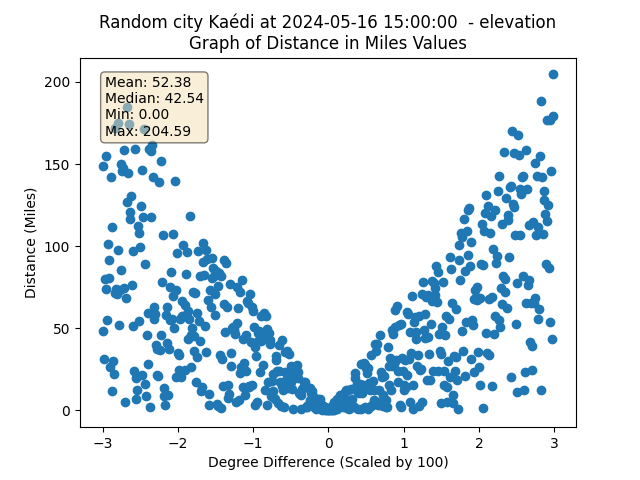 Random city Kaédi at 2024-05-16 15:00:00  - elevation
Graph of Distance in Miles Values
Mean: 52.38
Median: 42.54
Min: 0.00
Max: 204.59
200
150
100
50
0
Distance (Miles)
−3 −2 −1 0 1 2 3
Degree Difference (Scaled by 100)